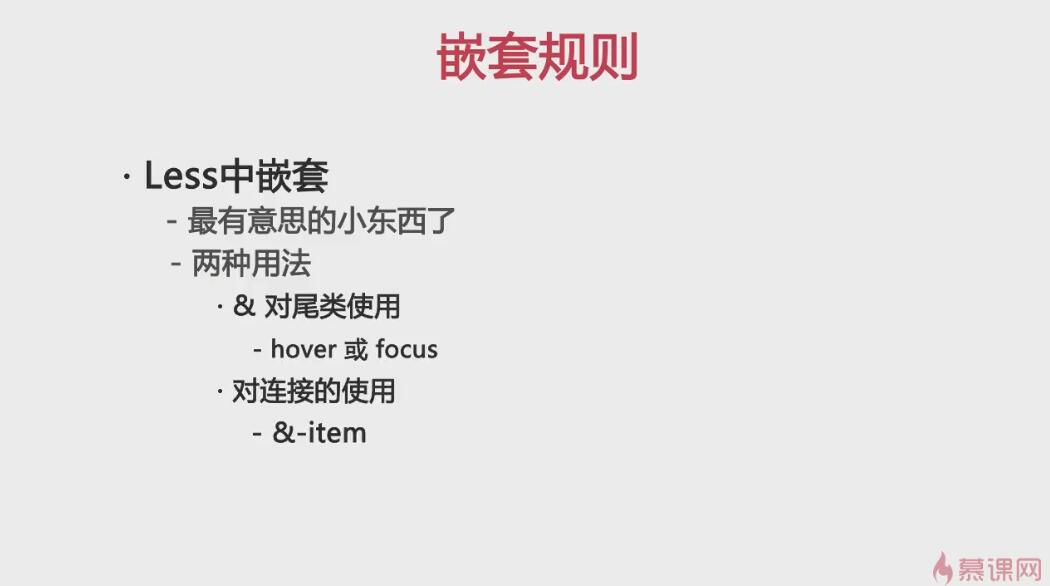 嵌套规则
· Less中嵌套
- 最有意思的小东西了
- 两种用法
· & 对尾类使用
- hover 或 focus
· 对连接的使用
- &-item
慕课网